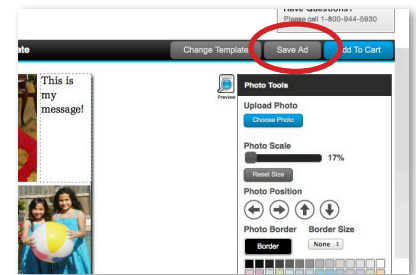 Have Questions?
Please call 1-800-944-5930
Change Template
Save Ad
Add To Cart
This is
my
message!
Preview
Photo Tools
Upload Photo
Choose Photo
Photo Scale
17%
Reset Size
Photo Position
Photo Border
Border Size
Border
None